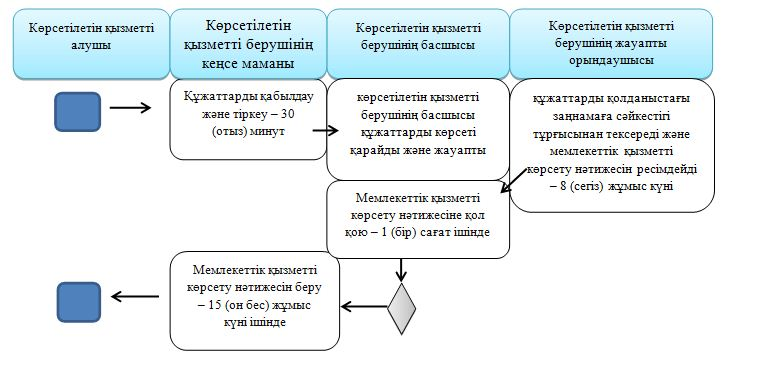 Көрсетілетін қызметті
алушы
Көрсетілетін
қызметті берушінің
кеңсе маманы
Көрсетілетін қызметті
берушінің басшысы
Көрсетілетін қызметті
берушінің жауапты
орындаушысы
Құжаттарды қабылдау
және тіркеу – 30
(отыз) минут
көрсетілетін қызметті
берушінің басшысы
құжаттарды көрсеті
қарайды және жауапты
құжаттарды қолданыстағы
заңнамаға сәйкестігі
тұрғысынан тексереді және
мемлекеттік қызметті
көрсету нәтижесін ресімдейді
– 8 (сегіз) жұмыс күні
Мемлекеттік қызметті
көрсету нәтижесіне қол
қою – 1 (бір) сағат ішінде
Мемлекеттік қызметті
көрсету нәтижесін беру
– 15 (он бес) жұмыс
күні ішінде